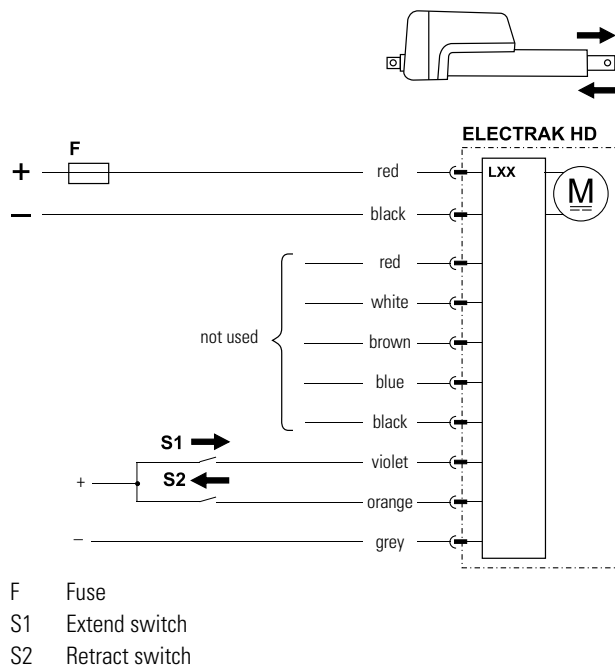 ELECTRAK HD
F
+ red LXX
M
− black
red
white
not used brown
blue
black
S1 violet
+ S2 orange
− grey
F Fuse
S1 Extend switch
S2 Retract switch